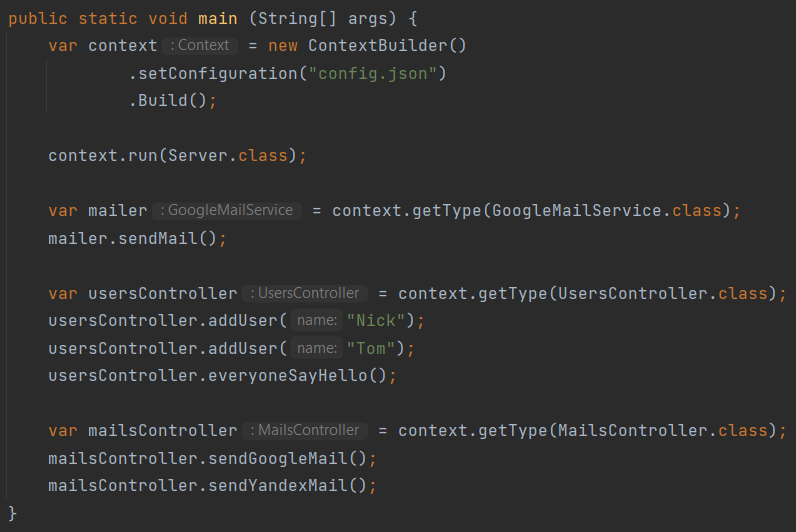 public static void main (String[] args) {
var context : Context = new ContextBuilder()
.setConfiguration("config.json")
.Build();
context.run(Server.class);
var mailer : GoogleMailService = context.getType(GoogleMailService.class);
mailer.sendMail();
var usersController : UsersController = context.getType(UsersController.class);
usersController.addUser( name: "Nick");
usersController.addUser( name: "Tom");
usersController.everyoneSayHello();
var mailsController : MailsController = context.getType(MailsController.class);
mailsController.sendGoogleMail();
mailsController.sendYandexMail();
}